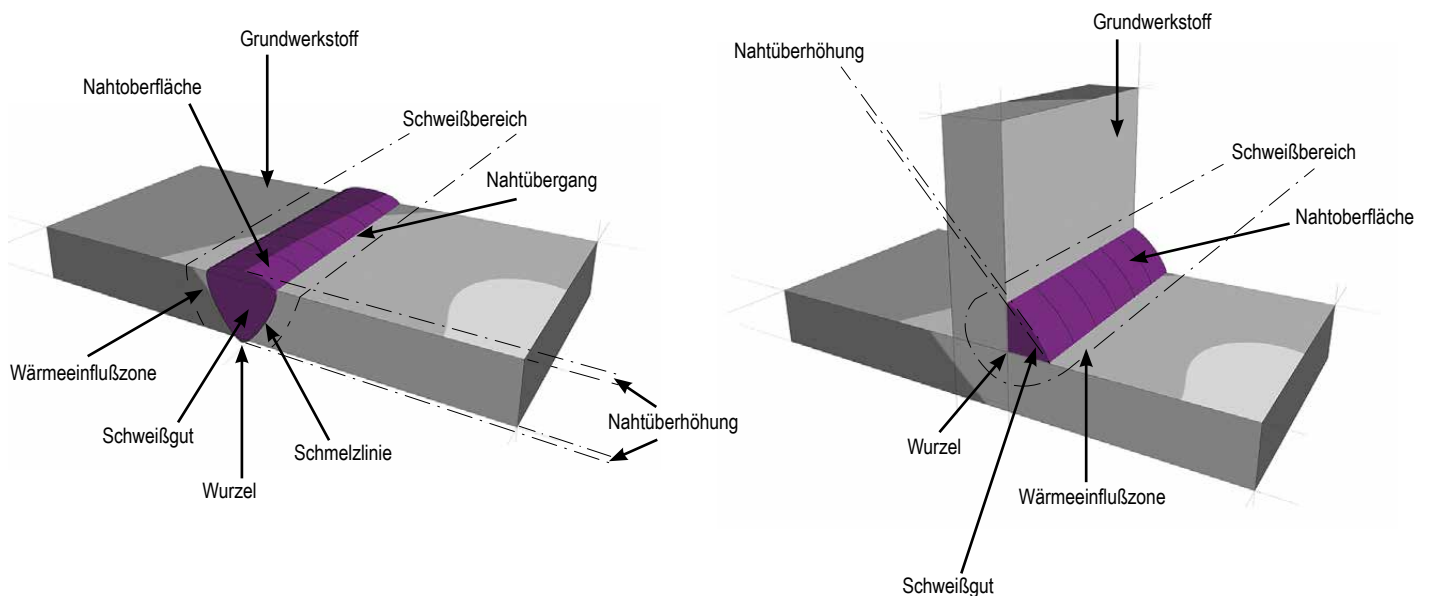 Grundwerkstoff
Nahtoberfläche
Schweißbereich
Nahtübergang
Wärmeeinflußzone
Schweißgut
Wurzel
Schmelzlinie
Nahtüberhöhung
Grundwerkstoff
Nahtüberhöhung
Schweißbereich
Nahtoberfläche
Wurzel
Wärmeeinflußzone
Schweißgut